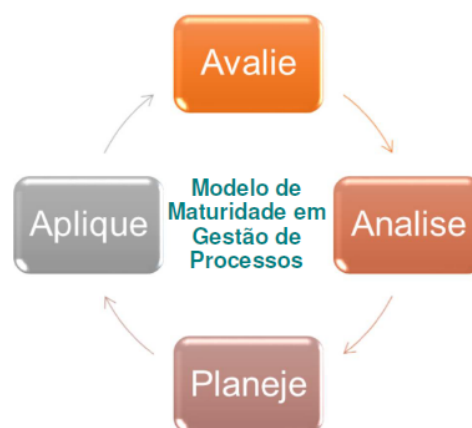 Avalie
Aplique
Modelo de
Maturidade em
Gestão de
Processos
Analise
Planeje